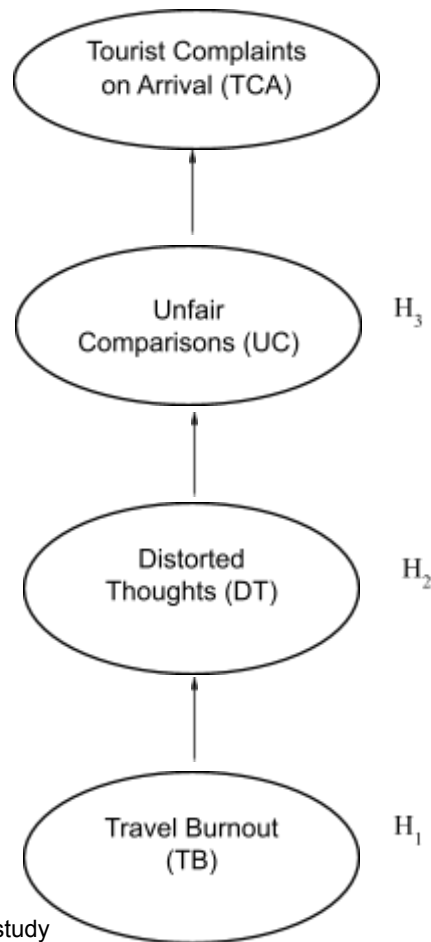 Tourist Complaints
on Arrival (TCA)
Unfair
Comparisons (UC)
H₃
Distorted
Thoughts (DT)
H₂
Travel Burnout
(TB)
H₁
study